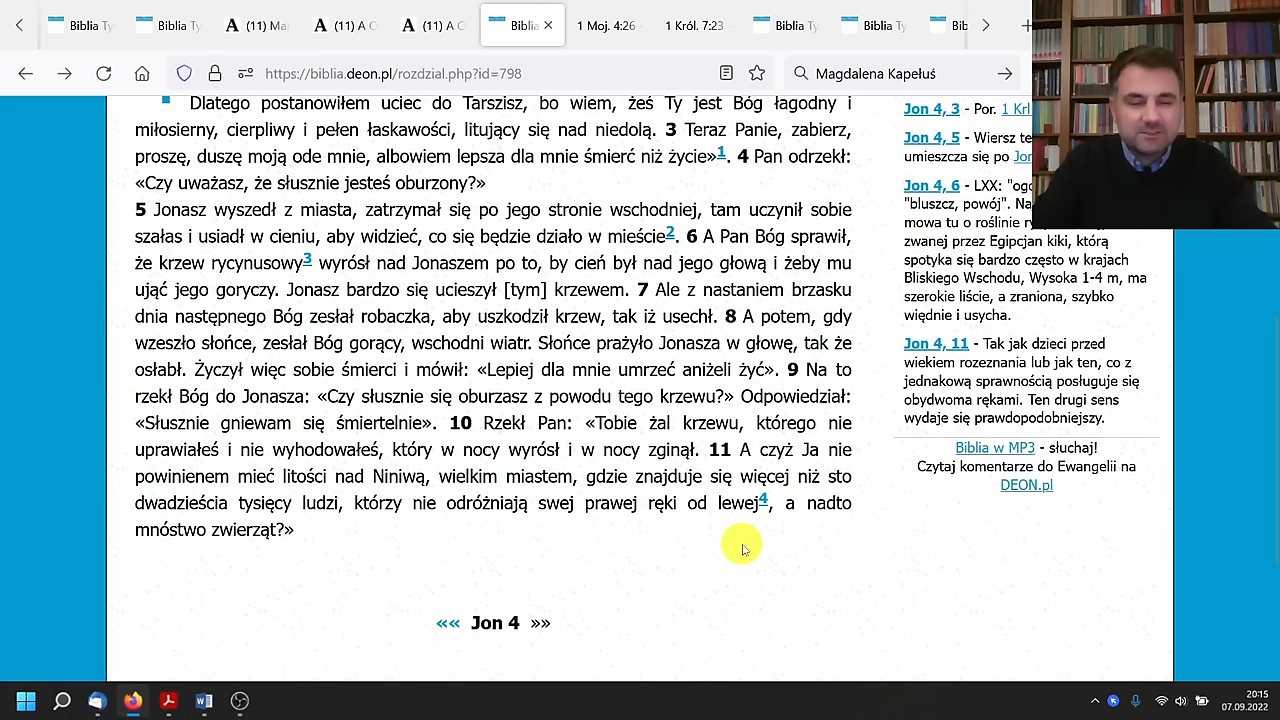 Biblia Ty
Biblia Ty
A (11) Ma
A (11) A C
A (11) A C
Biblia
1 Moj. 4:26
1 Król. 7:23
Biblia Ty
Biblia Ty
Bib
https://biblia.deon.pl/rozdzial.php?id=798
Magdalena Kapełuś
Dlatego postanowiłem uciec do Tarszisz, bo wiem, żeś Ty jest Bóg łagodny i
miłosierny, cierpliwy i pełen łaskawości, litujący się nad niedolą. 3 Teraz Panie, zabierz,
proszę, duszę moją ode mnie, albowiem lepsza dla mnie śmierć niż życie»1. 4 Pan odrzekł:
«Czy uważasz, że słusznie jesteś oburzony?»
5 Jonasz wyszedł z miasta, zatrzymał się po jego stronie wschodniej, tam uczynił sobie
szałas i usiadł w cieniu, aby widzieć, co się będzie działo w mieście2. 6 A Pan Bóg sprawił,
że krzew rycynusowy3 wyrósł nad Jonaszem po to, by cień był nad jego głową i żeby mu
ująć jego goryczy. Jonasz bardzo się ucieszył [tym] krzewem. 7 Ale z nastaniem brzasku
dnia następnego Bóg zesłał robaczka, aby uszkodził krzew, tak iż usechł. 8 A potem, gdy
wzeszło słońce, zesłał Bóg gorący, wschodni wiatr. Słońce prażyło Jonasza w głowę, tak że
osłabł. Życzył więc sobie śmierci i mówił: «Lepiej dla mnie umrzeć aniżeli żyć». 9 Na to
rzekł Bóg do Jonasza: «Czy słusznie się oburzasz z powodu tego krzewu?» Odpowiedział:
«Słusznie gniewam się śmiertelnie». 10 Rzekł Pan: «Tobie żal krzewu, którego nie
uprawiałeś i nie wyhodowałeś, który w nocy wyrósł i w nocy zginął. 11 A czyż Ja nie
powinienem mieć litości nad Niniwą, wielkim miastem, gdzie znajduje się więcej niż sto
dwadzieścia tysięcy ludzi, którzy nie odróżniają swej prawej ręki od lewej4, a nadto
mnóstwo zwierząt?»
«« Jon 4 »»
Jon 4, 3 - Por. 1 Krl
Jon 4, 5 - Wiersz te
umieszcza się po Jon
Jon 4, 6 - LXX: "ogo
"bluszcz, powój". Na
mowa tu o roślinie ry
zwanej przez Egipcjan kiki, którą
spotyka się bardzo często w krajach
Bliskiego Wschodu, Wysoka 1-4 m, ma
szerokie liście, a zraniona, szybko
więdnie i usycha.
Jon 4, 11 - Tak jak dzieci przed
wiekiem rozeznania lub jak ten, co z
jednakową sprawnością posługuje się
obydwoma rękami. Ten drugi sens
wydaje się prawdopodobniejszy.
Biblia w MP3 - słuchaj!
Czytaj komentarze do Ewangelii na
DEON.pl
20:15
07.09.2022